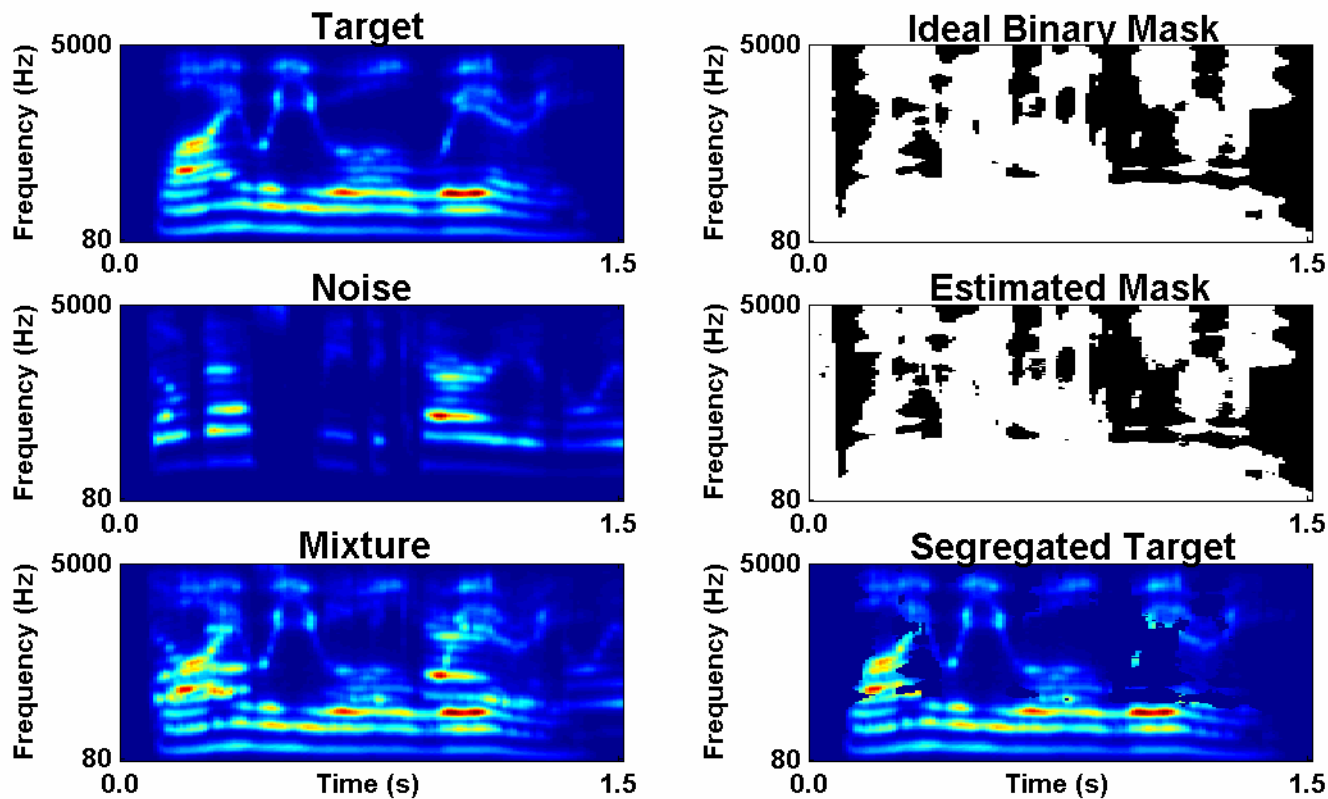 Target
5000
Frequency (Hz)
80
0.0
1.5
Ideal Binary Mask
5000
Frequency (Hz)
80
0.0
1.5
Noise
5000
Frequency (Hz)
80
0.0
1.5
Estimated Mask
5000
Frequency (Hz)
80
0.0
1.5
Mixture
5000
Frequency (Hz)
80
0.0
Time (s)
1.5
Segregated Target
5000
Frequency (Hz)
80
0.0
Time (s)
1.5